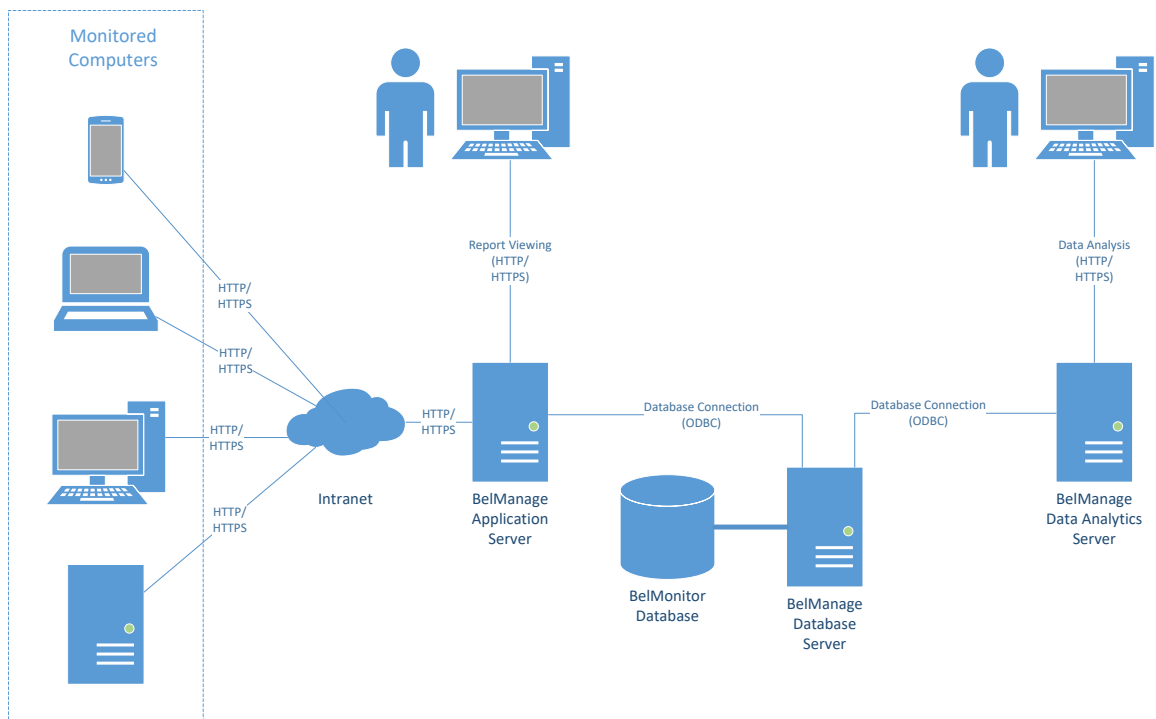 Monitored
Computers
HTTP/
HTTPS
HTTP/
HTTPS
HTTP/
HTTPS
HTTP/
HTTPS
Intranet
HTTP/
HTTPS
Report Viewing
(HTTP/
HTTPS)
BelManage
Application
Server
Database Connection
(ODBC)
BelMonitor
Database
BelManage
Database
Server
Database Connection
(ODBC)
Data Analysis
(HTTP/
HTTPS)
BelManage
Data Analytics
Server